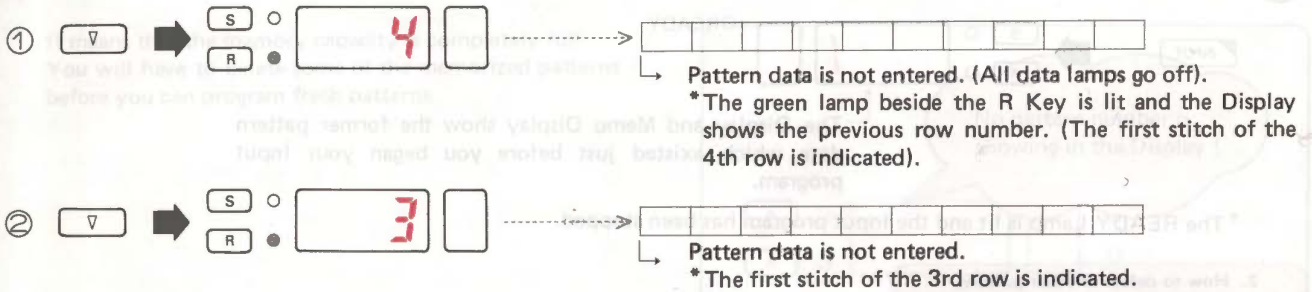 ① ▽ S R 4
Pattern data is not entered. (All data lamps go off).
*The green lamp beside the R Key is lit and the Display
shows the previous row number. (The first stitch of the
4th row is indicated).
② ▽ S R 3
Pattern data is not entered.
*The first stitch of the 3rd row is indicated.